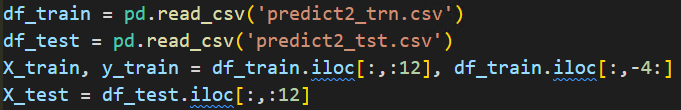 df_train = pd.read_csv('predict2_trn.csv')
df_test = pd.read_csv('predict2_tst.csv')
X_train, y_train = df_train.iloc[:,:12], df_train.iloc[:,-4:]
X_test = df_test.iloc[:,:12]